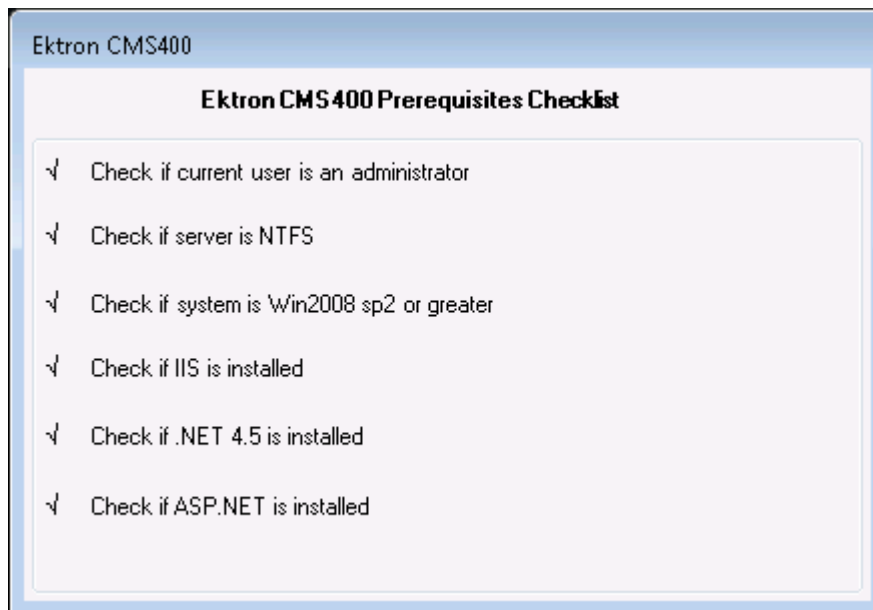 Ektron CMS400
Ektron CMS400 Prerequisites Checklist
√ Check if current user is an administrator
√ Check if server is NTFS
√ Check if system is Win2008 sp2 or greater
√ Check if IIS is installed
√ Check if .NET 4.5 is installed
√ Check if ASP.NET is installed